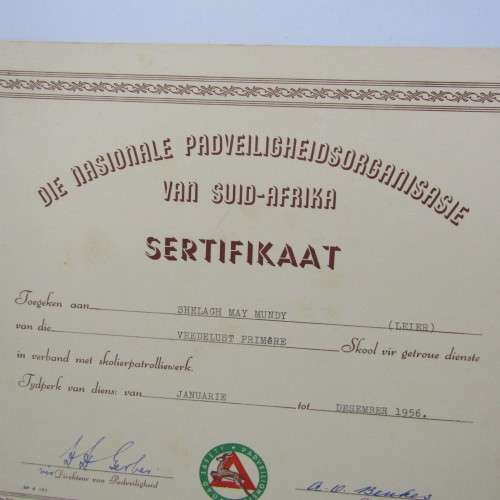 DIE NASIONALE PADVEILIGHEIDSORGANISASIE
VAN SUID-AFRIKA
SERTIFIKAAT
Toegeken aan SHELAGH MAY MUNDY (LEIER)
van die VREDELUST PRIMÊRE Skool vir getroue dienste
in verband met skolierpatrolliewerk.
Tydperk van diens: van JANUARIE tot DESEMBER 1956.
Direkteur van Padveiligheid